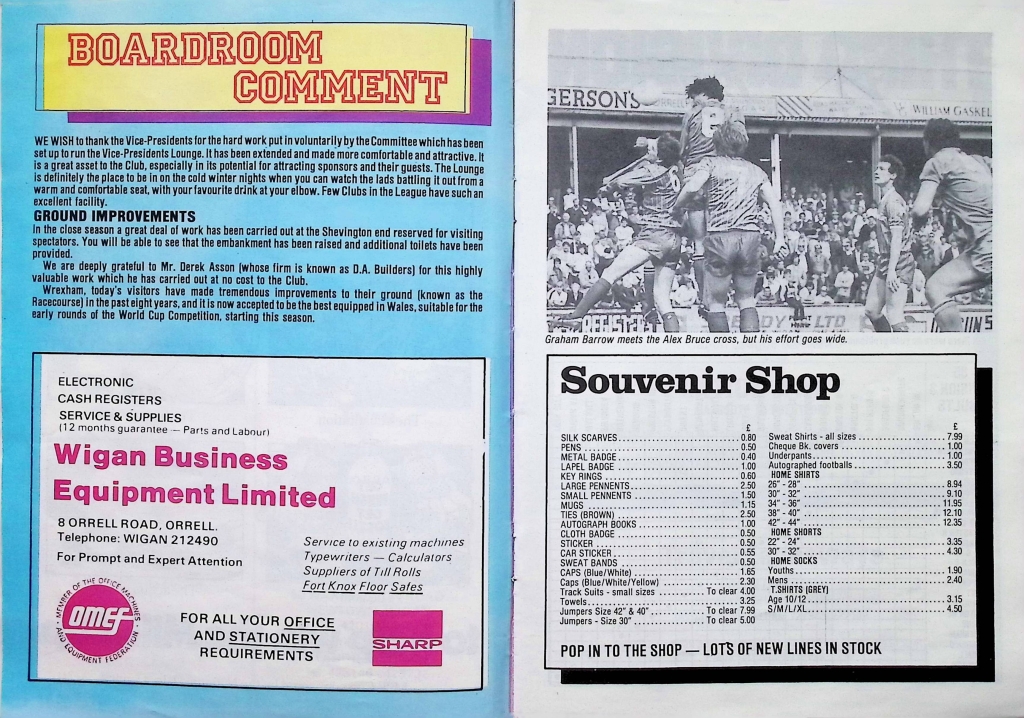 BOARDROOM
COMMENT
WE WISH to thank the Vice-Presidents for the hard work put in voluntarily by the Committee which has been
set up to run the Vice-Presidents Lounge. It has been extended and made more comfortable and attractive. It
is a great asset to the Club, especially in its potential for attracting sponsors and their guests. The Lounge
is definitely the place to be in on the cold winter nights when you can watch the lads battling it out from a
warm and comfortable seat, with your favourite drink at your elbow. Few Clubs in the League have such an
excellent facility.
GROUND IMPROVEMENTS
In the close season a great deal of work has been carried out at the Shevington end reserved for visiting
spectators. You will be able to see that the embankment has been raised and additional toilets have been
provided.
We are deeply grateful to Mr. Derek Asson (whose firm is known as D.A. Builders) for this highly
valuable work which he has carried out at no cost to the Club.
Wrexham, today's visitors have made tremendous improvements to their ground (known as the
Racecourse) in the past eight years, and it is now accepted to be the best equipped in Wales, suitable for the
early rounds of the World Cup Competition, starting this season.
ELECTRONIC
CASH REGISTERS
SERVICE & SUPPLIES
(12 months guarantee — Parts and Labour)
Wigan Business
Equipment Limited
8 ORRELL ROAD, ORRELL.
Telephone: WIGAN 212490
For Prompt and Expert Attention
Service to existing machines
Typewriters — Calculators
Suppliers of Till Rolls
Fort Knox Floor Safes
MEMBER OF THE OFFICE MACHINES
OMEF
AND EQUIPMENT FEDERATION
FOR ALL YOUR OFFICE
AND STATIONERY
REQUIREMENTS
SHARP
GERSON'S
WILLIAM GASKEL
8
REGISTER
LTD
Graham Barrow meets the Alex Bruce cross, but his effort goes wide.
Souvenir Shop
£
SILK SCARVES 0.80
PENS 0.50
METAL BADGE 0.40
LAPEL BADGE 1.00
KEY RINGS 0.60
LARGE PENNENTS 2.50
SMALL PENNENTS 1.50
MUGS 1.15
TIES (BROWN) 2.50
AUTOGRAPH BOOKS 1.00
CLOTH BADGE 0.50
STICKER 0.50
CAR STICKER 0.55
SWEAT BANDS 0.50
CAPS (Blue/White) 1.65
Caps (Blue/White/Yellow) 2.30
Track Suits - small sizes To clear 4.00
Towels 3.25
Jumpers Size 42" & 40" To clear 7.99
Jumpers - Size 30" To clear 5.00
£
Sweat Shirts - all sizes 7.99
Cheque Bk. covers 1.00
Underpants 1.00
Autographed footballs 3.50
HOME SHIRTS
26" - 28" 8.94
30" - 32" 9.10
34" - 36" 11.95
38" - 40" 12.10
42" - 44" 12.35
HOME SHORTS
22" - 24" 3.35
30" - 32" 4.30
HOME SOCKS
Youths 1.90
Mens 2.40
T.SHIRTS (GREY)
Age 10/12 3.15
S/M/L/XL 4.50
POP IN TO THE SHOP — LOTS OF NEW LINES IN STOCK